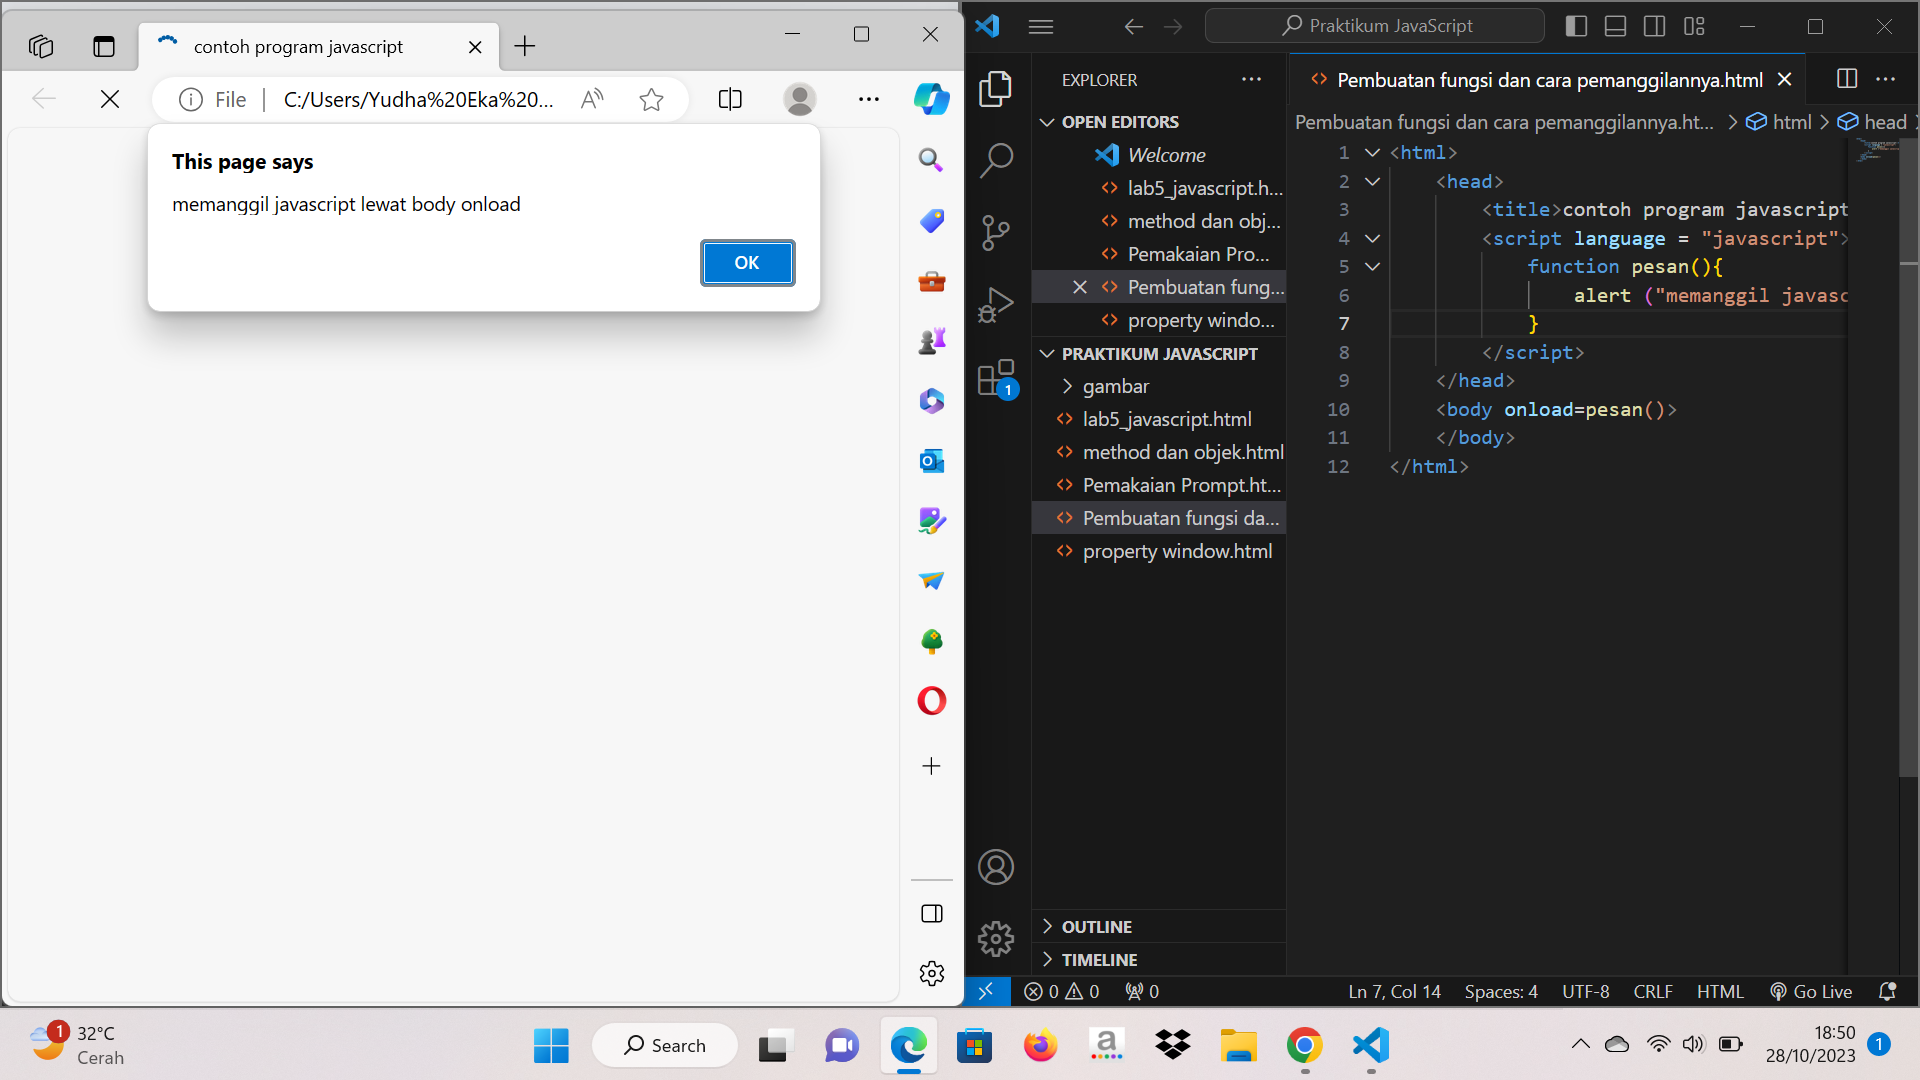 contoh program javascript
File
C:/Users/Yudha%20Eka%20...
This page says
memanggil javascript lewat body onload
OK
Praktikum JavaScript
EXPLORER
OPEN EDITORS
Welcome
lab5_javascript.h...
method dan obj...
Pemakaian Pro...
Pembuatan fung...
property windo...
PRAKTIKUM JAVASCRIPT
gambar
lab5_javascript.html
method dan objek.html
Pemakaian Prompt.ht...
Pembuatan fungsi da...
property window.html
OUTLINE
TIMELINE
1
Pembuatan fungsi dan cara pemanggilannya.html
Pembuatan fungsi dan cara pemanggilannya.ht... > html > head >
1 <html>
2 <head>
3 <title>contoh program javascript
4 <script language = "javascript">
5 function pesan(){
6 alert ("memanggil javasc
7 }
8 </script>
9 </head>
10 <body onload=pesan()>
11 </body>
12 </html>
0 0 0
Ln 7, Col 14 Spaces: 4 UTF-8 CRLF HTML Go Live
1
32°C
Cerah
Search
a
18:50
28/10/2023
1